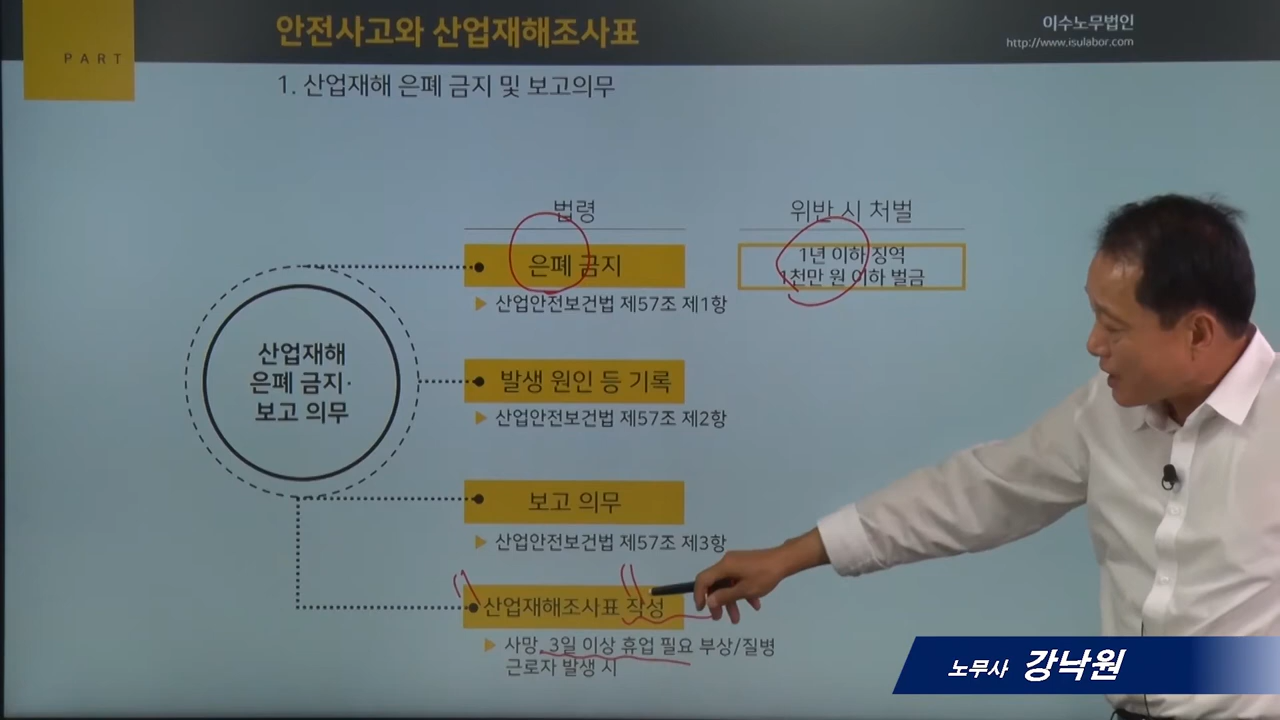 PART
안전사고와 산업재해조사표
이수노무법인
http://www.isulabor.com
1. 산업재해 은폐 금지 및 보고의무
법령
위반 시 처벌
은폐 금지
1년 이하 징역
1천만 원 이하 벌금
산업안전보건법 제57조 제1항
산업재해
은폐 금지·
보고 의무
발생 원인 등 기록
산업안전보건법 제57조 제2항
보고 의무
산업안전보건법 제57조 제3항
산업재해조사표 작성
사망, 3일 이상 휴업 필요 부상/질병
근로자 발생 시
노무사 강낙원